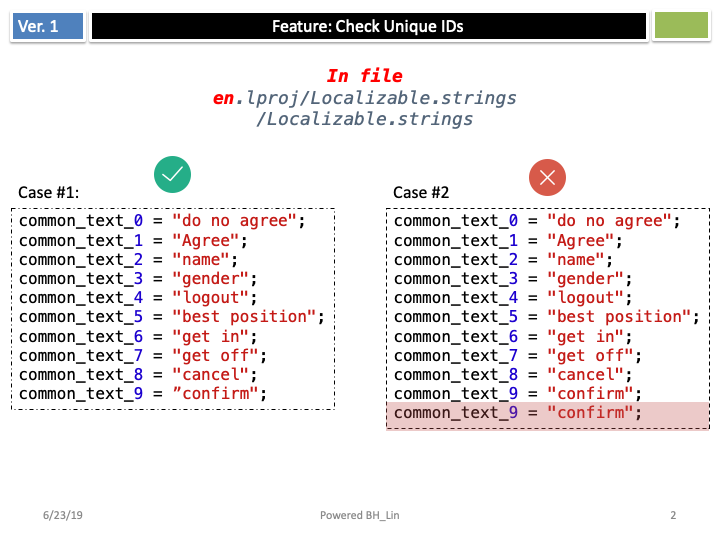 Ver. 1
Feature: Check Unique IDs
In file
en.lproj/Localizable.strings
/Localizable.strings
Case #1:
common_text_0 = "do no agree";
common_text_1 = "Agree";
common_text_2 = "name";
common_text_3 = "gender";
common_text_4 = "logout";
common_text_5 = "best position";
common_text_6 = "get in";
common_text_7 = "get off";
common_text_8 = "cancel";
common_text_9 = ”confirm";
Case #2
common_text_0 = "do no agree";
common_text_1 = "Agree";
common_text_2 = "name";
common_text_3 = "gender";
common_text_4 = "logout";
common_text_5 = "best position";
common_text_6 = "get in";
common_text_7 = "get off";
common_text_8 = "cancel";
common_text_9 = "confirm";
common_text_9 = "confirm";
6/23/19
Powered BH_Lin
2